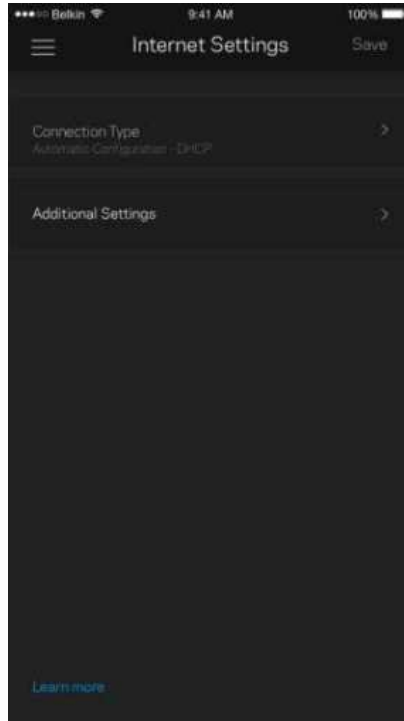 Belkin 9:41 AM 100%
Internet Settings Save
Connection Type
Automatic Configuration - DHCP
Additional Settings
Learn more